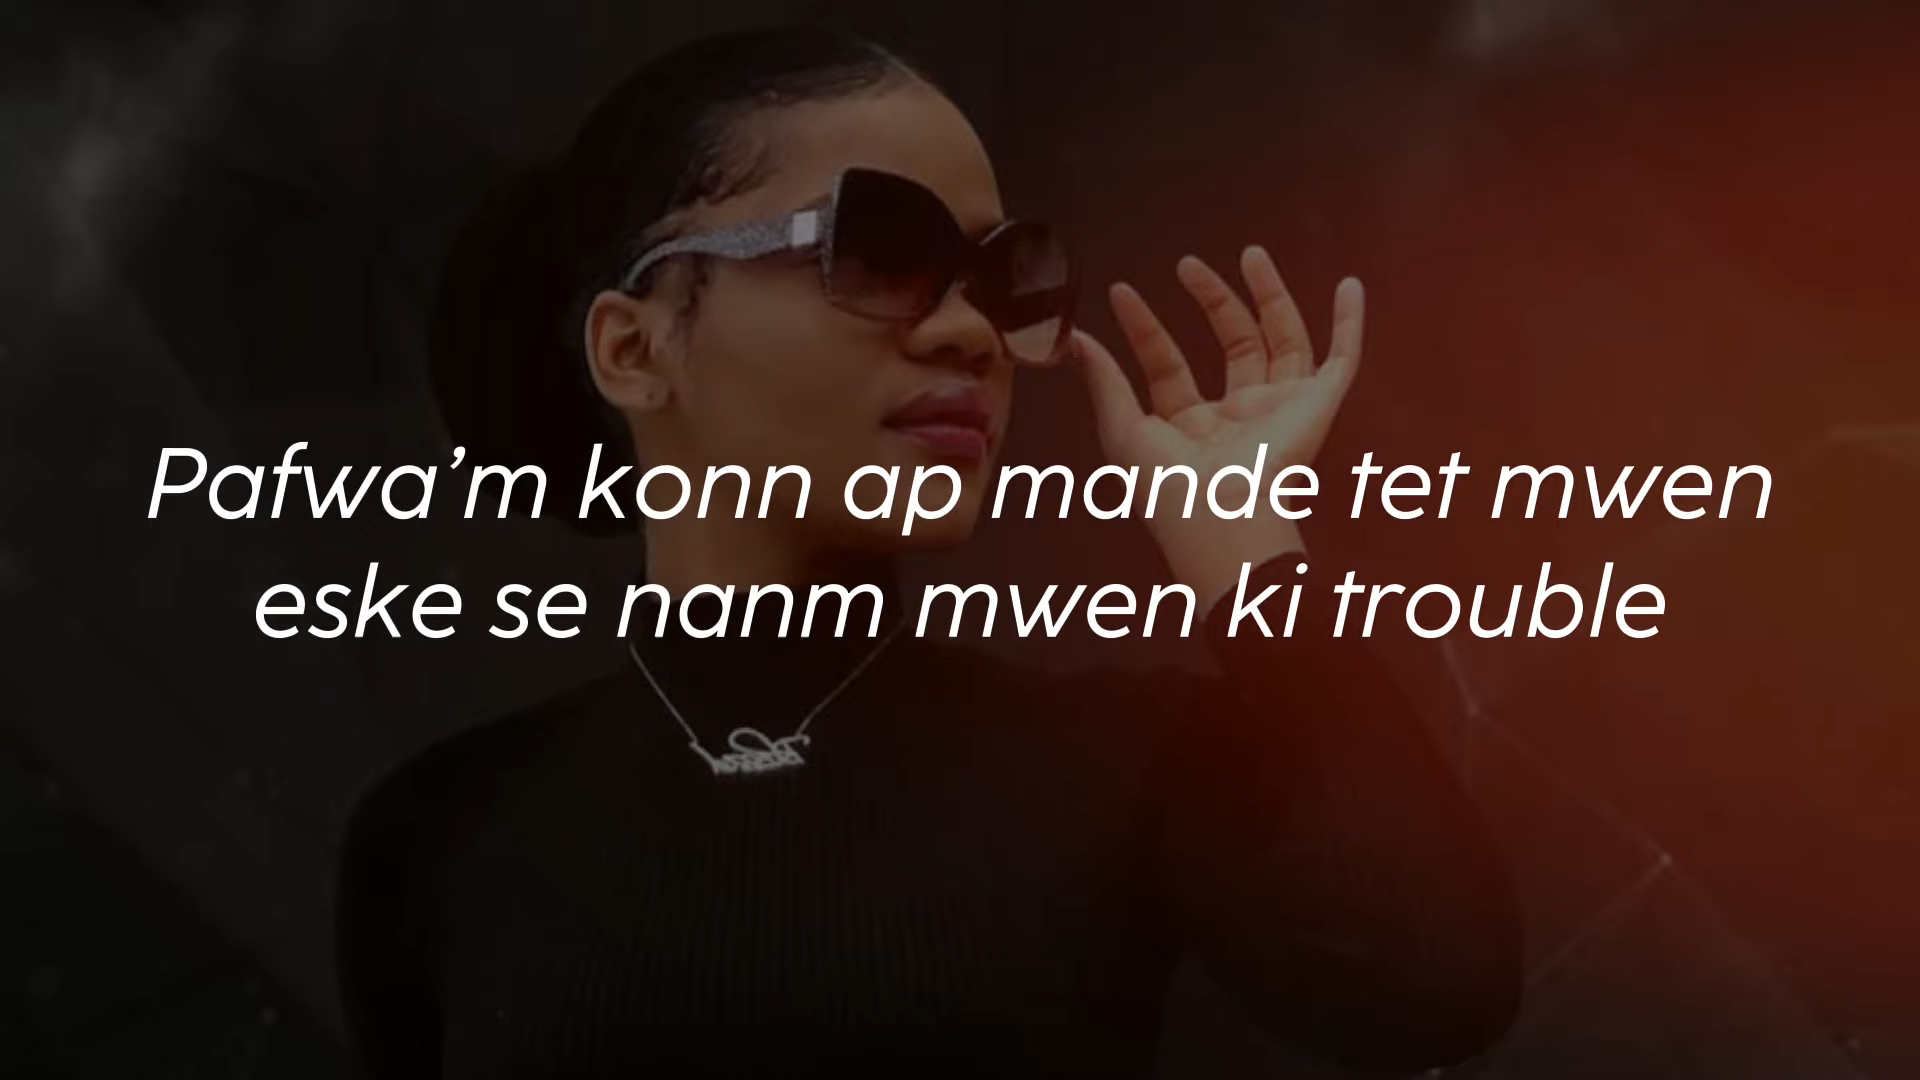 Pafwa’m konn ap mande tet mwen
eske se nanm mwen ki trouble